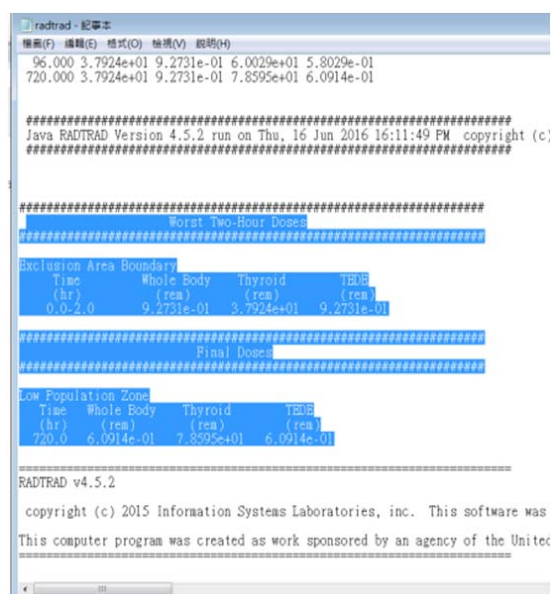 radtrad - 記事本
檔案(F) 編輯(E) 格式(O) 檢視(V) 說明(H)
96.000 3.7924e+01 9.2731e-01 6.0029e+01 5.8029e-01
720.000 3.7924e+01 9.2731e-01 7.8595e+01 6.0914e-01
#######################################################################
Java RADTRAD Version 4.5.2 run on Thu, 16 Jun 2016 16:11:49 PM copyright (c)
#######################################################################
####################################################################
Worst Two-Hour Doses
####################################################################
Exclusion Area Boundary
Time Whole Body Thyroid TEDE
(hr) (rem) (rem) (rem)
0.0-2.0 9.2731e-01 3.7924e+01 9.2731e-01
####################################################################
Final Doses
####################################################################
Low Population Zone
Time Whole Body Thyroid TEDE
(hr) (rem) (rem) (rem)
720.0 6.0914e-01 7.8595e+01 6.0914e-01
========================================================================
RADTRAD v4.5.2
copyright (c) 2015 Information Systems Laboratories, inc. This software was
This computer program was created as work sponsored by an agency of the United
========================================================================